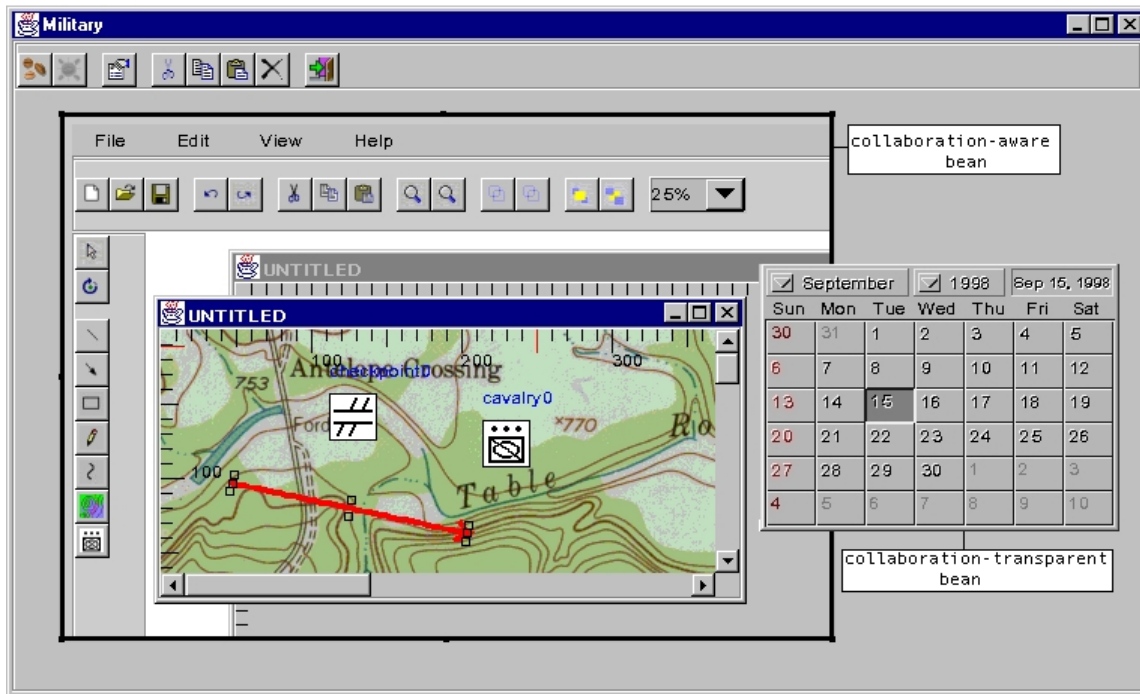 Military
File Edit View Help
collaboration-aware
bean
25%
UNTITLED
UNTITLED
100 200 300
Antelope Crossing
checkpoint0
753
cavalry0
Ford
×770
Ro
100
Table
September 1998 Sep 15, 1998
Sun Mon Tue Wed Thu Fri Sat
30 31 1 2 3 4 5
6 7 8 9 10 11 12
13 14 15 16 17 18 19
20 21 22 23 24 25 26
27 28 29 30 1 2 3
4 5 6 7 8 9 10
collaboration-transparent
bean